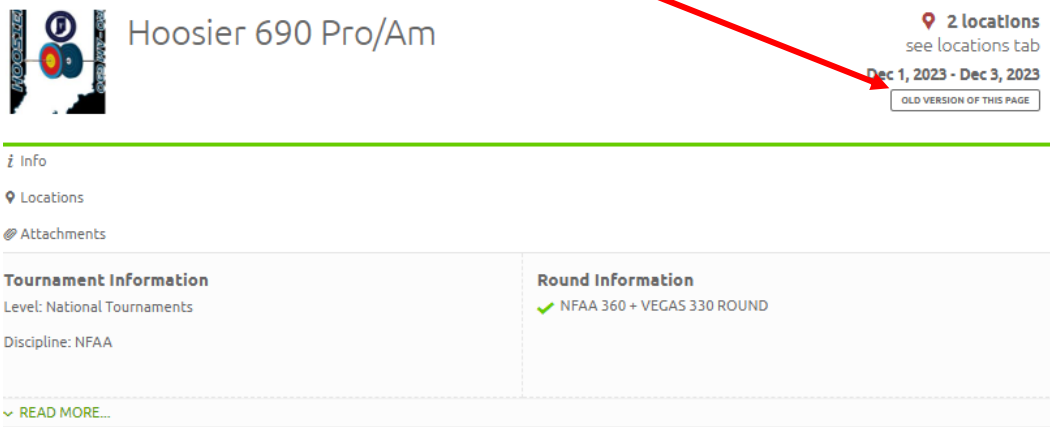 HOOSIER
Hoosier 690 Pro/Am
2 locations
see locations tab
Dec 1, 2023 - Dec 3, 2023
OLD VERSION OF THIS PAGE
Info
Locations
Attachments
Tournament Information
Level: National Tournaments
Discipline: NFAA
Round Information
NFAA 360 + VEGAS 330 ROUND
READ MORE...